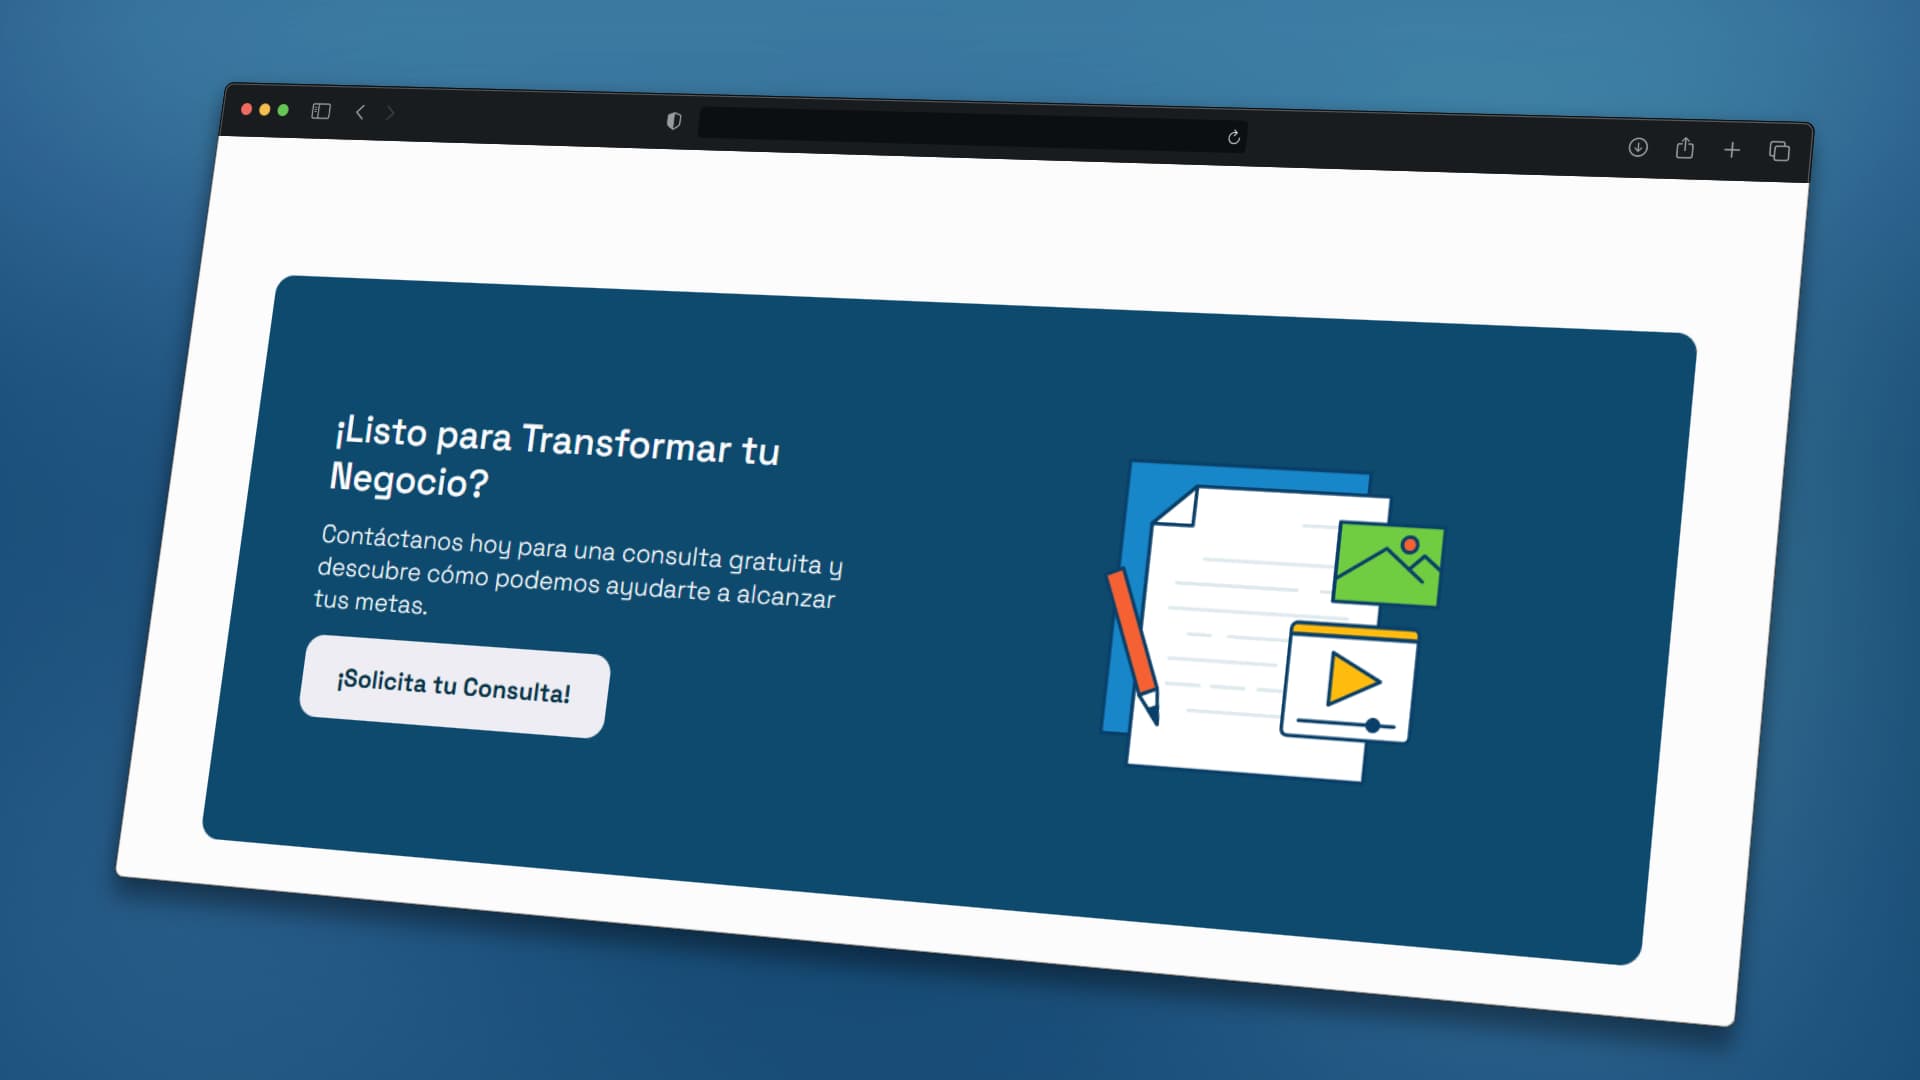 ¡Listo para Transformar tu
Negocio?
Contáctanos hoy para una consulta gratuita y
descubre cómo podemos ayudarte a alcanzar
tus metas.
¡Solicita tu Consulta!